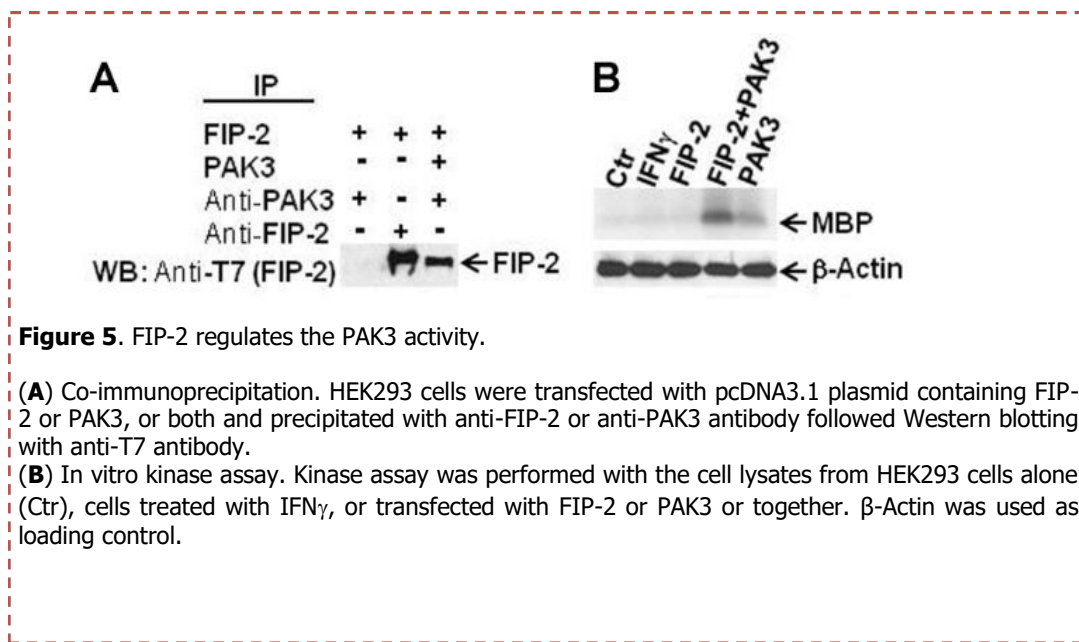 A
IP
FIP-2 + + +
PAK3 - - +
Anti-PAK3 + - +
Anti-FIP-2 - + -
WB: Anti-T7 (FIP-2) ←FIP-2
B
Ctr
IFNγ
FIP-2
FIP-2+PAK3
PAK3
←MBP
←β-Actin
Figure 5. FIP-2 regulates the PAK3 activity.
(A) Co-immunoprecipitation. HEK293 cells were transfected with pcDNA3.1 plasmid containing FIP-
2 or PAK3, or both and precipitated with anti-FIP-2 or anti-PAK3 antibody followed Western blotting
with anti-T7 antibody.
(B) In vitro kinase assay. Kinase assay was performed with the cell lysates from HEK293 cells alone
(Ctr), cells treated with IFNγ, or transfected with FIP-2 or PAK3 or together. β-Actin was used as
loading control.